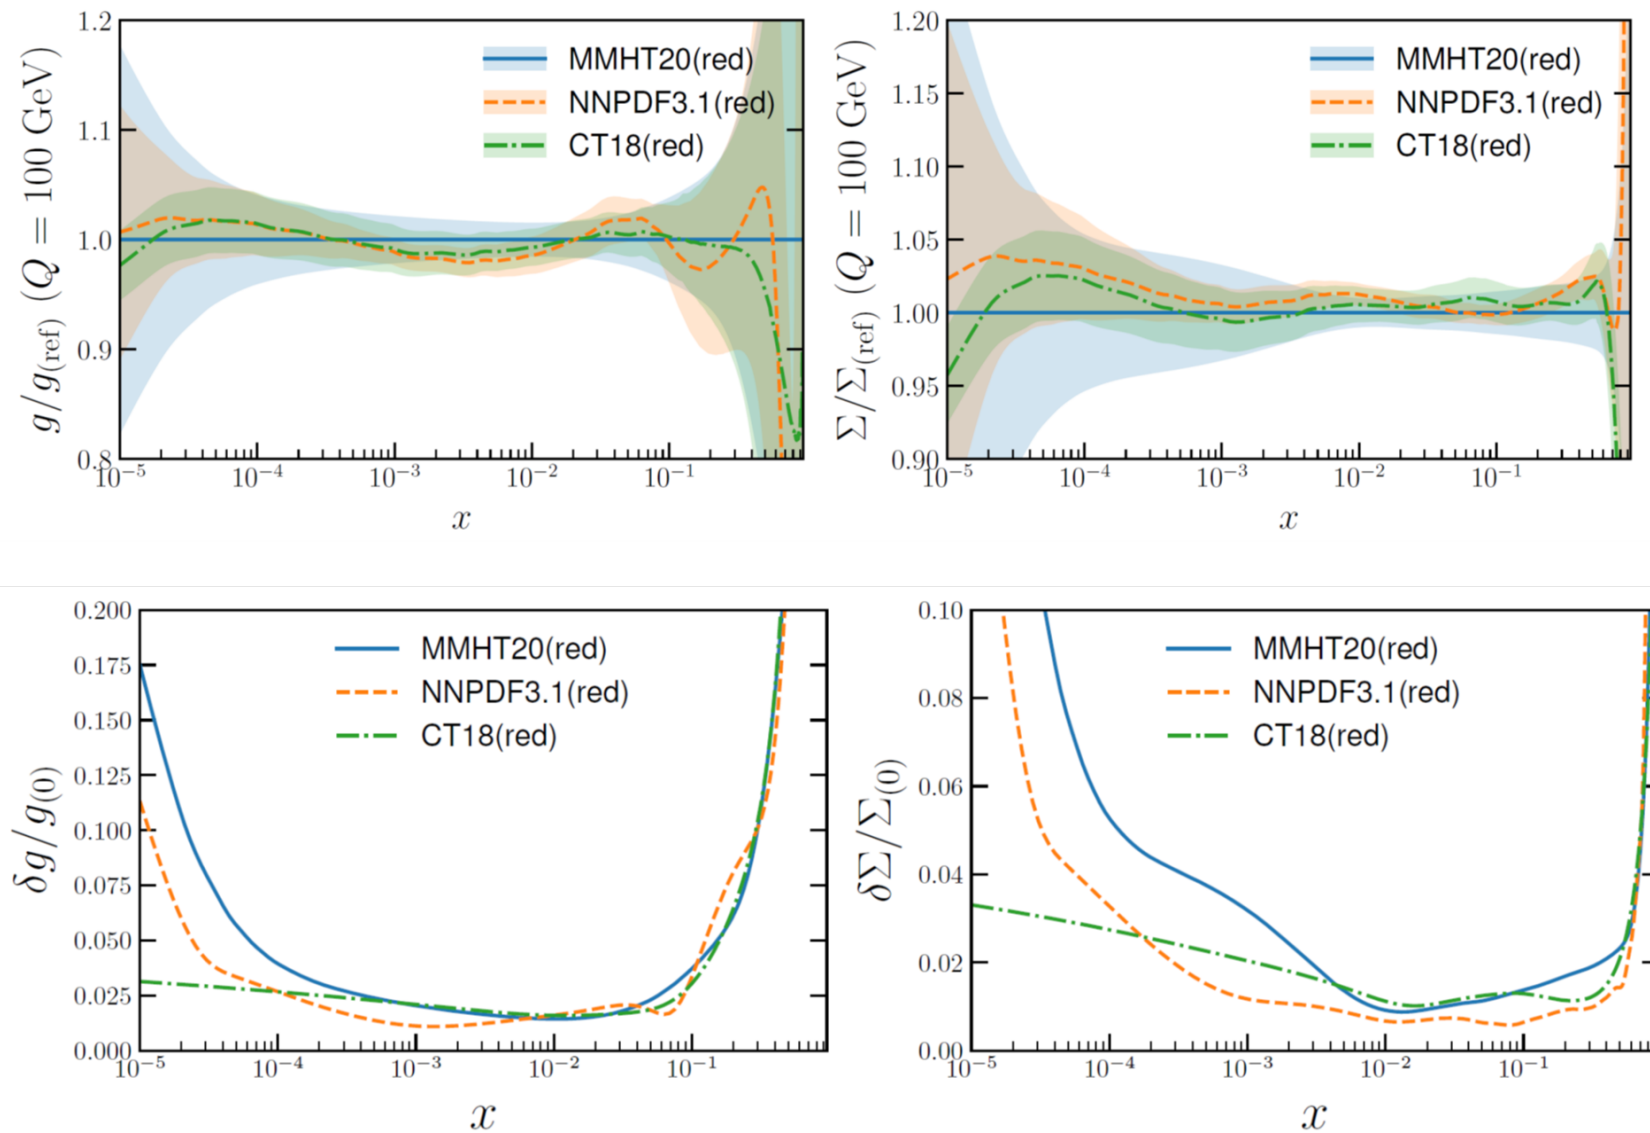 g/g(ref) (Q = 100 GeV)
1.2
1.1
1.0
0.9
0.8
MMHT20(red)
NNPDF3.1(red)
CT18(red)
10⁻⁵
10⁻⁴
10⁻³
10⁻²
10⁻¹
x
Σ/Σ(ref) (Q = 100 GeV)
1.20
1.15
1.10
1.05
1.00
0.95
0.90
MMHT20(red)
NNPDF3.1(red)
CT18(red)
10⁻⁵
10⁻⁴
10⁻³
10⁻²
10⁻¹
x
δg/g(0)
0.200
0.175
0.150
0.125
0.100
0.075
0.050
0.025
0.000
MMHT20(red)
NNPDF3.1(red)
CT18(red)
10⁻⁵
10⁻⁴
10⁻³
10⁻²
10⁻¹
x
δΣ/Σ(0)
0.10
0.08
0.06
0.04
0.02
0.00
MMHT20(red)
NNPDF3.1(red)
CT18(red)
10⁻⁵
10⁻⁴
10⁻³
10⁻²
10⁻¹
x